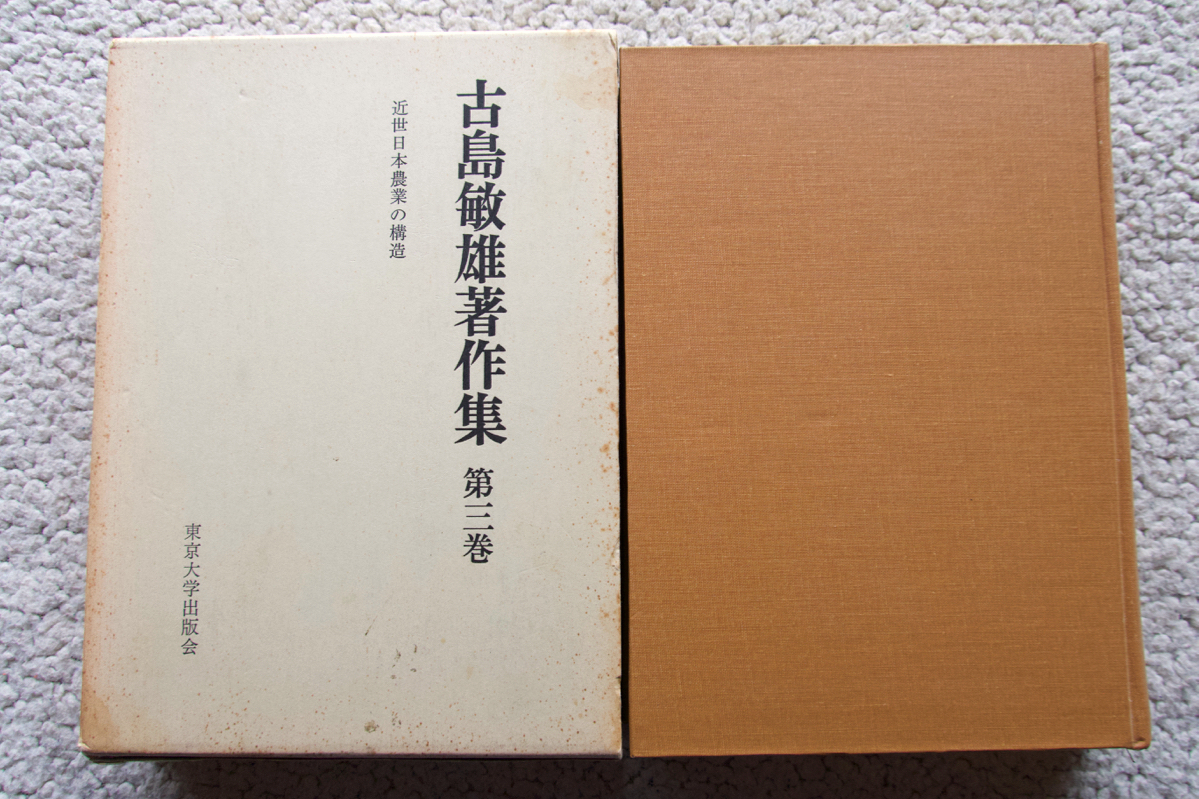 古島敏雄著作集 第三巻
近世日本農業の構造
東京大学出版会